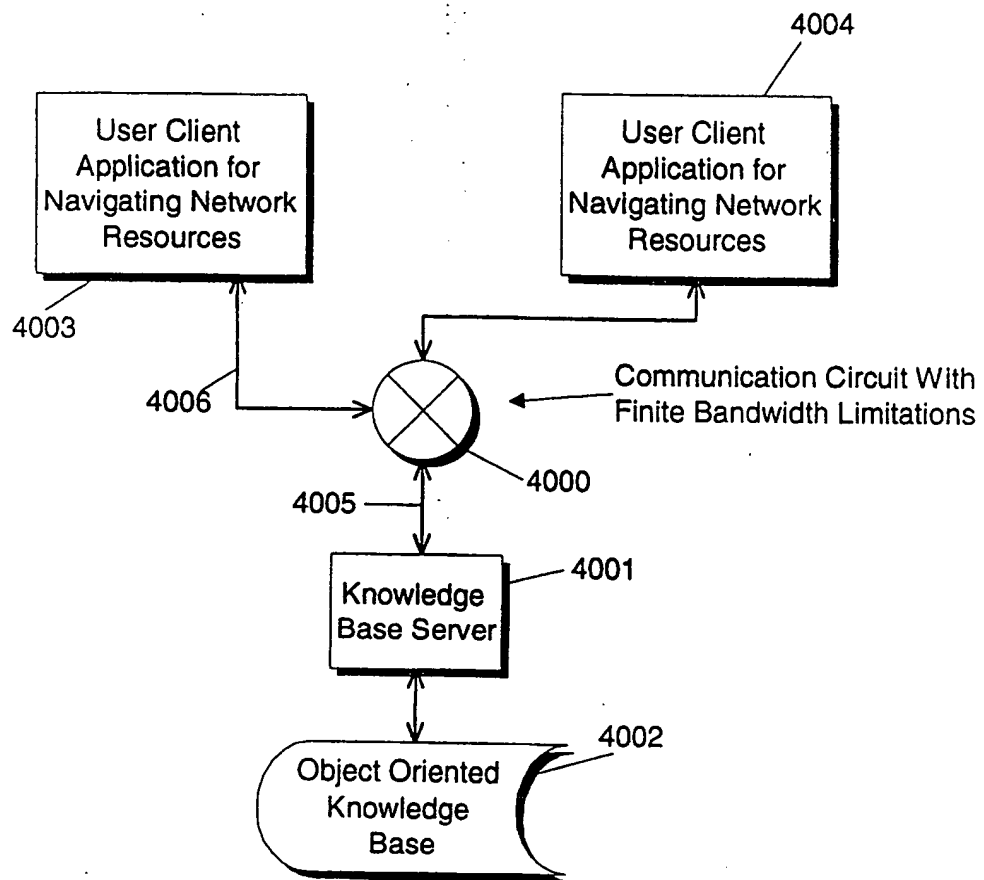 4004
User Client
Application for
Navigating Network
Resources
User Client
Application for
Navigating Network
Resources
4003
4006
Communication Circuit With
Finite Bandwidth Limitations
4000
4005
4001
Knowledge
Base Server
4002
Object Oriented
Knowledge
Base